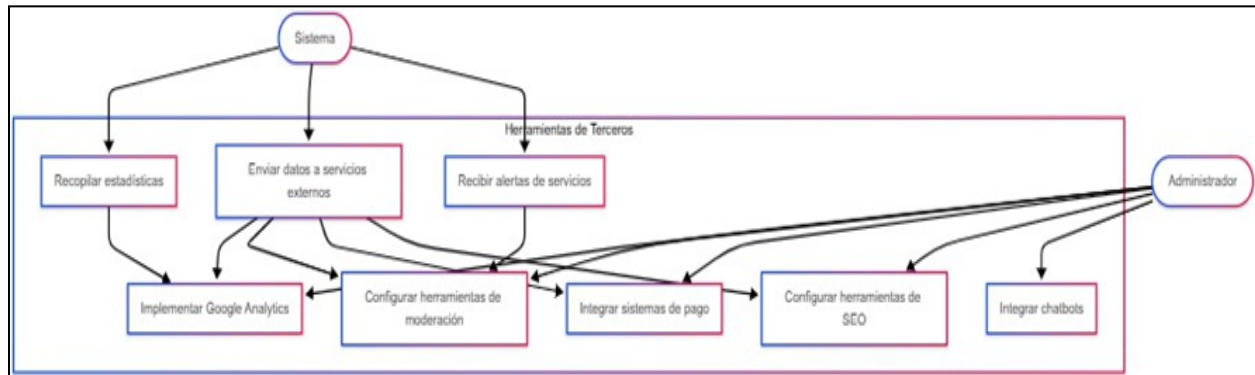 Sistema
Herramientas de Terceros
Recopilar estadísticas
Enviar datos a servicios
externos
Recibir alertas de servicios
Administrador
Implementar Google Analytics
Configurar herramientas de
moderación
Integrar sistemas de pago
Configurar herramientas de
SEO
Integrar chatbots